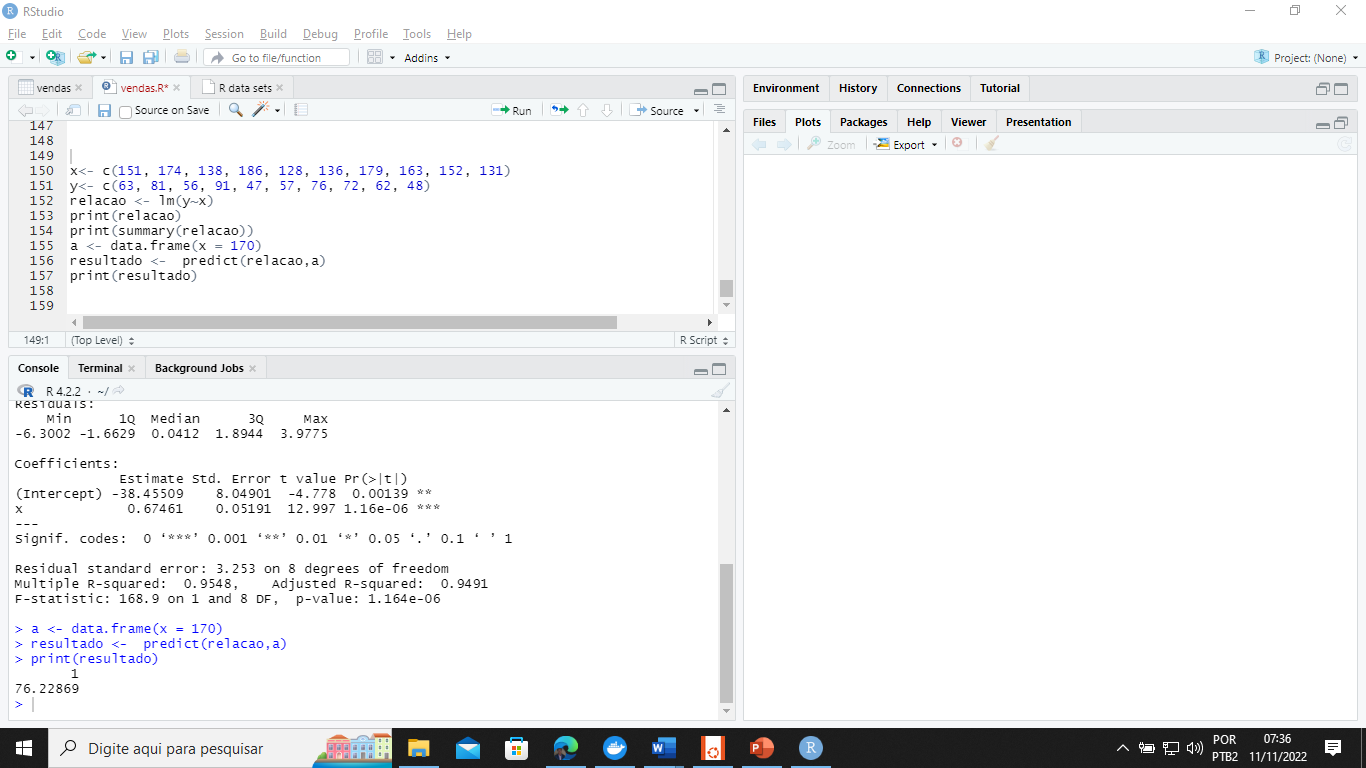 RStudio
File Edit Code View Plots Session Build Debug Profile Tools Help
Go to file/function Addins Project: (None)
vendas vendas.R* R data sets
Source on Save Run Source
147
148
149
150 x<- c(151, 174, 138, 186, 128, 136, 179, 163, 152, 131)
151 y<- c(63, 81, 56, 91, 47, 57, 76, 72, 62, 48)
152 relacao <- lm(y~x)
153 print(relacao)
154 print(summary(relacao))
155 a <- data.frame(x = 170)
156 resultado <-  predict(relacao,a)
157 print(resultado)
158
159
149:1 (Top Level) R Script
Console Terminal Background Jobs
R 4.2.2 · ~/
Residuals:
    Min      1Q  Median      3Q     Max
-6.3002 -1.6629  0.0412  1.8944  3.9775
Coefficients:
             Estimate Std. Error t value Pr(>|t|)
(Intercept) -38.45509    8.04901  -4.778  0.00139 **
x             0.67461    0.05191  12.997 1.16e-06 ***
---
Signif. codes:  0 ‘***’ 0.001 ‘**’ 0.01 ‘*’ 0.05 ‘.’ 0.1 ‘ ’ 1
Residual standard error: 3.253 on 8 degrees of freedom
Multiple R-squared:  0.9548,    Adjusted R-squared:  0.9491
F-statistic: 168.9 on 1 and 8 DF,  p-value: 1.164e-06
> a <- data.frame(x = 170)
> resultado <-  predict(relacao,a)
> print(resultado)
       1
76.22869
>
Environment History Connections Tutorial
Files Plots Packages Help Viewer Presentation
Zoom Export
Digite aqui para pesquisar
POR
PTB2
07:36
11/11/2022